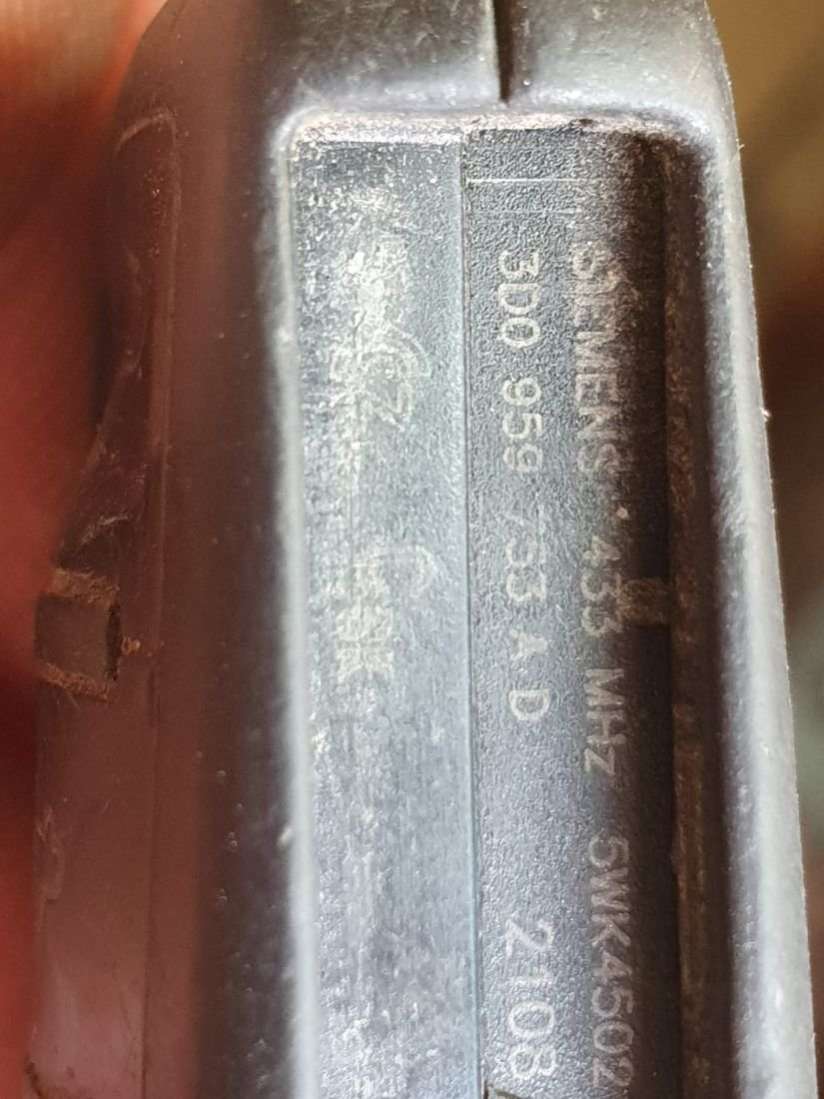 SIEMENS · 433 MHz 5WK4502
3D0 959 753 A D 2108